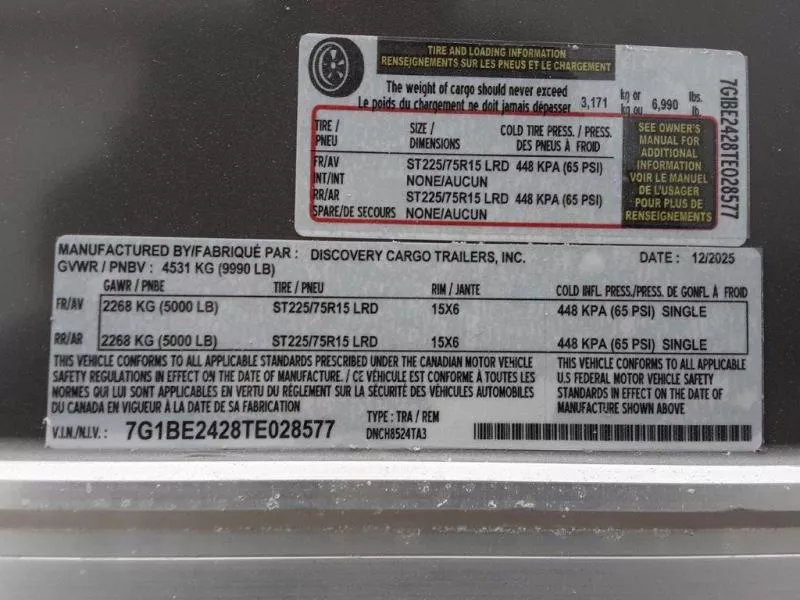 TIRE AND LOADING INFORMATION
RENSEIGNEMENTS SUR LES PNEUS ET LE CHARGEMENT
The weight of cargo should never exceed
Le poids du chargement ne doit jamais dépasser 3,171 kg or kg ou 6,990 lbs. lb.
TIRE / PNEU SIZE / DIMENSIONS COLD TIRE PRESS. / PRESS. DES PNEUS À FROID
FR/AV ST225/75R15 LRD 448 KPA (65 PSI)
INT/INT NONE/AUCUN
RR/AR ST225/75R15 LRD 448 KPA (65 PSI)
SPARE/DE SECOURS NONE/AUCUN
SEE OWNER'S
MANUAL FOR
ADDITIONAL
INFORMATION
VOIR LE MANUEL
DE L'USAGER
POUR PLUS DE
RENSEIGNEMENTS
7G1BE2428TE028577
MANUFACTURED BY/FABRIQUÉ PAR : DISCOVERY CARGO TRAILERS, INC. DATE : 12/2025
GVWR / PNBV : 4531 KG (9990 LB)
GAWR / PNBE TIRE / PNEU RIM / JANTE COLD INFL. PRESS./PRESS. DE GONFL. À FROID
FR/AV 2268 KG (5000 LB) ST225/75R15 LRD 15X6 448 KPA (65 PSI) SINGLE
RR/AR 2268 KG (5000 LB) ST225/75R15 LRD 15X6 448 KPA (65 PSI) SINGLE
THIS VEHICLE CONFORMS TO ALL APPLICABLE STANDARDS PRESCRIBED UNDER THE CANADIAN MOTOR VEHICLE
SAFETY REGULATIONS IN EFFECT ON THE DATE OF MANUFACTURE. / CE VÉHICULE EST CONFORME À TOUTES LES
NORMES QUI LUI SONT APPLICABLES EN VERTU DU RÈGLEMENT SUR LA SÉCURITÉ DES VÉHICULES AUTOMOBILES
DU CANADA EN VIGUEUR À LA DATE DE SA FABRICATION
THIS VEHICLE CONFORMS TO ALL APPLICABLE
U.S FEDERAL MOTOR VEHICLE SAFETY
STANDARDS IN EFFECT ON THE DATE OF
MANUFACTURE SHOWN ABOVE
V.I.N./N.I.V. : 7G1BE2428TE028577
TYPE : TRA / REM
DNCH8524TA3